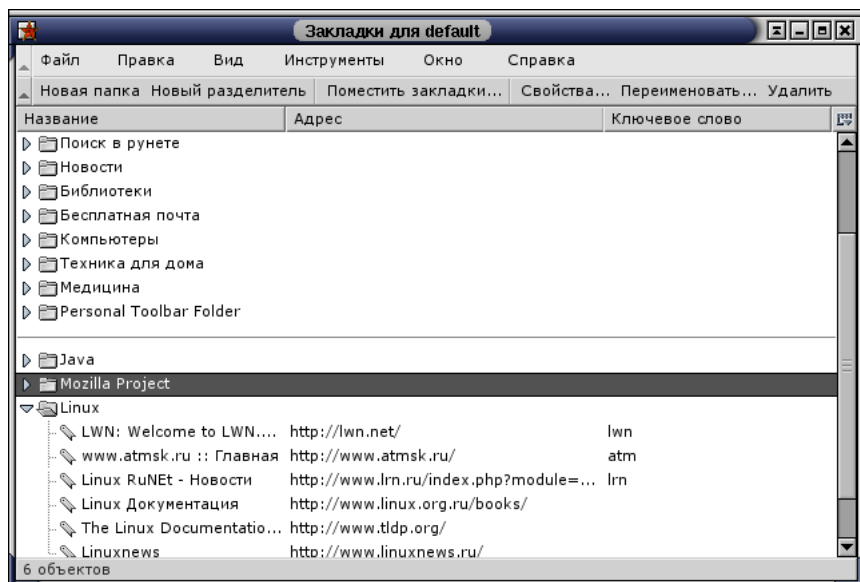 Закладки для default
Файл Правка Вид Инструменты Окно Справка
Новая папка Новый разделитель Поместить закладки... Свойства... Переименовать... Удалить
Название Адрес Ключевое слово
Поиск в рунете
Новости
Библиотеки
Бесплатная почта
Компьютеры
Техника для дома
Медицина
Personal Toolbar Folder
Java
Mozilla Project
Linux
LWN: Welcome to LWN.... http://lwn.net/ lwn
www.atmsk.ru :: Главная http://www.atmsk.ru/ atm
Linux RuNEt - Новости http://www.lrn.ru/index.php?module=... lrn
Linux Документация http://www.linux.org.ru/books/
The Linux Documentatio... http://www.tldp.org/
Linuxnews http://www.linuxnews.ru/
6 объектов